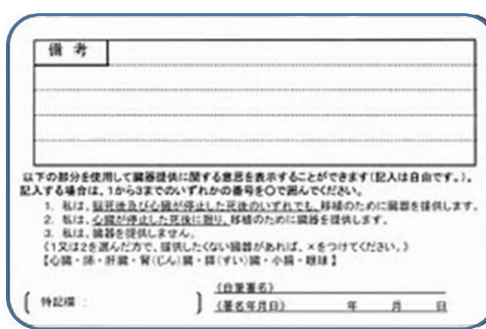 備 考
以下の部分を使用して臓器提供に関する意思を表示することができます(記入は自由です。)。
記入する場合は、1から3までのいずれかの番号を〇で囲んでください。
1. 私は、脳死後及び心臓が停止した死後のいずれでも、移植のために臓器を提供します。
2. 私は、心臓が停止した死後に限り、移植のために臓器を提供します。
3. 私は、臓器を提供しません。
《1又は2を選んだ方で、提供したくない臓器があれば、×をつけてください。》
【心臓・肺・肝臓・腎(じん)臓・膵(すい)臓・小腸・眼球】
〔 特記欄: 〕
《自筆署名》
《署名年月日》 年 月 日